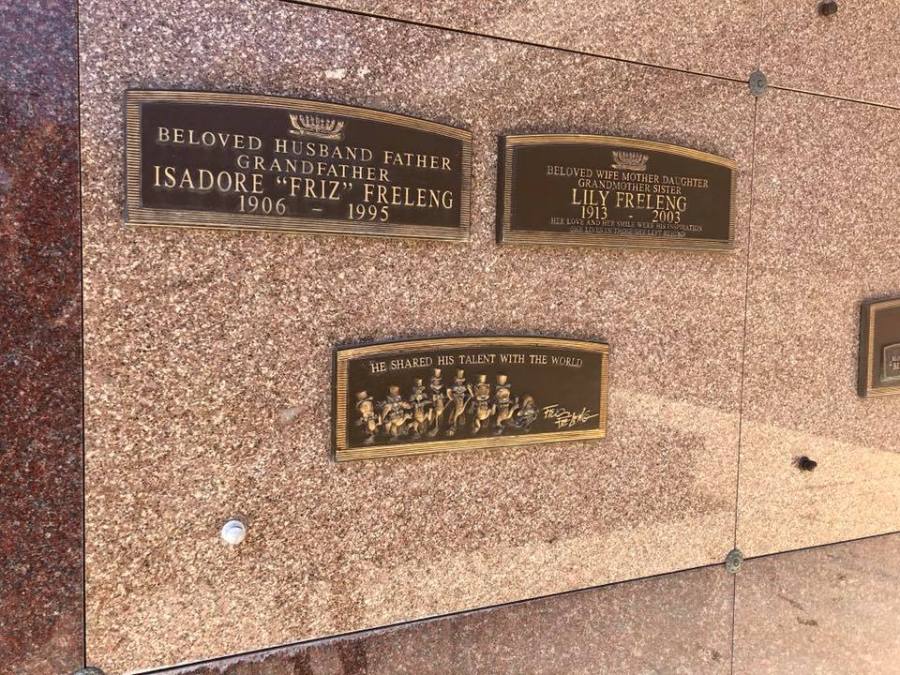 BELOVED HUSBAND FATHER
GRANDFATHER
ISADORE "FRIZ" FRELENG
1906 – 1995
BELOVED WIFE MOTHER DAUGHTER
GRANDMOTHER SISTER
LILY FRELENG
1913 - 2003
HER LOVE AND HER SMILE WERE HIS INSPIRATION
HE SHARED HIS TALENT WITH THE WORLD